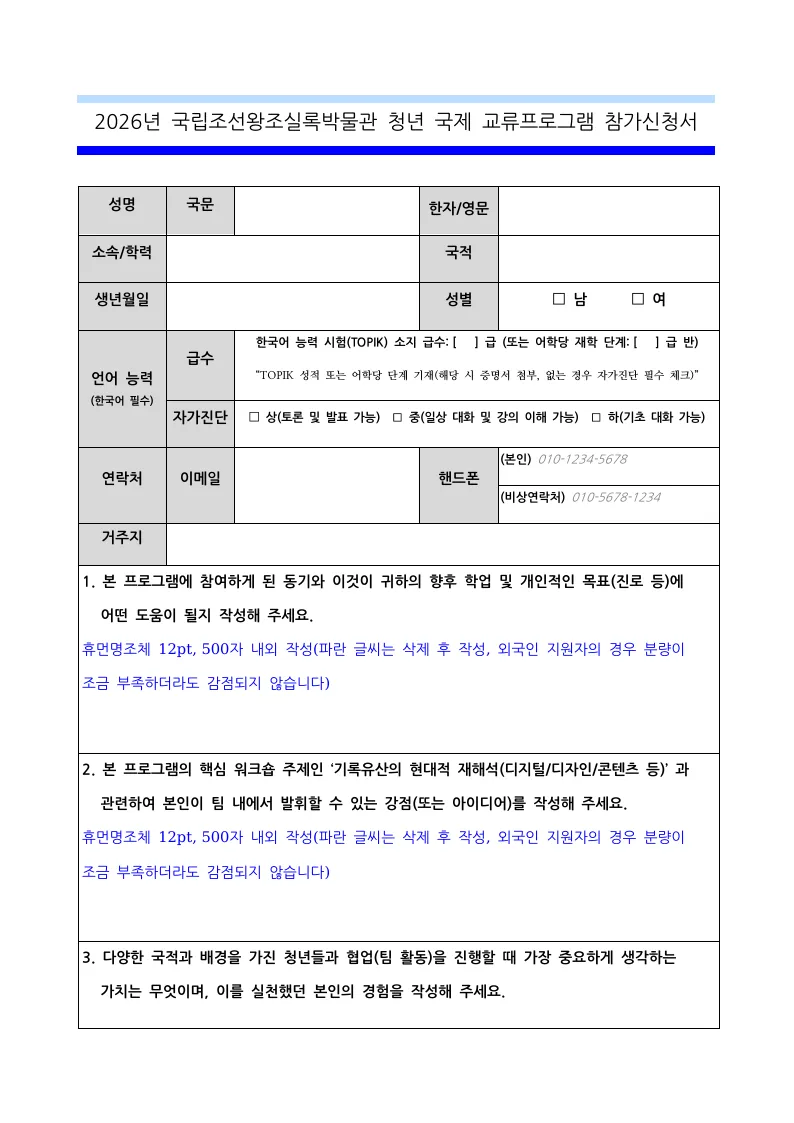 2026년 국립조선왕조실록박물관 청년 국제 교류프로그램 참가신청서
성명 국문 한자/영문
소속/학력 국적
생년월일 성별 □ 남 □ 여
언어 능력
(한국어 필수)
급수
한국어 능력 시험(TOPIK) 소지 급수: [ ] 급 (또는 어학당 재학 단계: [ ] 급 반)
“TOPIK 성적 또는 어학당 단계 기재(해당 시 증명서 첨부, 없는 경우 자가진단 필수 체크)”
자가진단 □ 상(토론 및 발표 가능) □ 중(일상 대화 및 강의 이해 가능) □ 하(기초 대화 가능)
연락처 이메일 핸드폰
(본인) 010-1234-5678
(비상연락처) 010-5678-1234
거주지
1. 본 프로그램에 참여하게 된 동기와 이것이 귀하의 향후 학업 및 개인적인 목표(진로 등)에
어떤 도움이 될지 작성해 주세요.
휴먼명조체 12pt, 500자 내외 작성(파란 글씨는 삭제 후 작성, 외국인 지원자의 경우 분량이
조금 부족하더라도 감점되지 않습니다)
2. 본 프로그램의 핵심 워크숍 주제인 ‘기록유산의 현대적 재해석(디지털/디자인/콘텐츠 등)’ 과
관련하여 본인이 팀 내에서 발휘할 수 있는 강점(또는 아이디어)를 작성해 주세요.
휴먼명조체 12pt, 500자 내외 작성(파란 글씨는 삭제 후 작성, 외국인 지원자의 경우 분량이
조금 부족하더라도 감점되지 않습니다)
3. 다양한 국적과 배경을 가진 청년들과 협업(팀 활동)을 진행할 때 가장 중요하게 생각하는
가치는 무엇이며, 이를 실천했던 본인의 경험을 작성해 주세요.